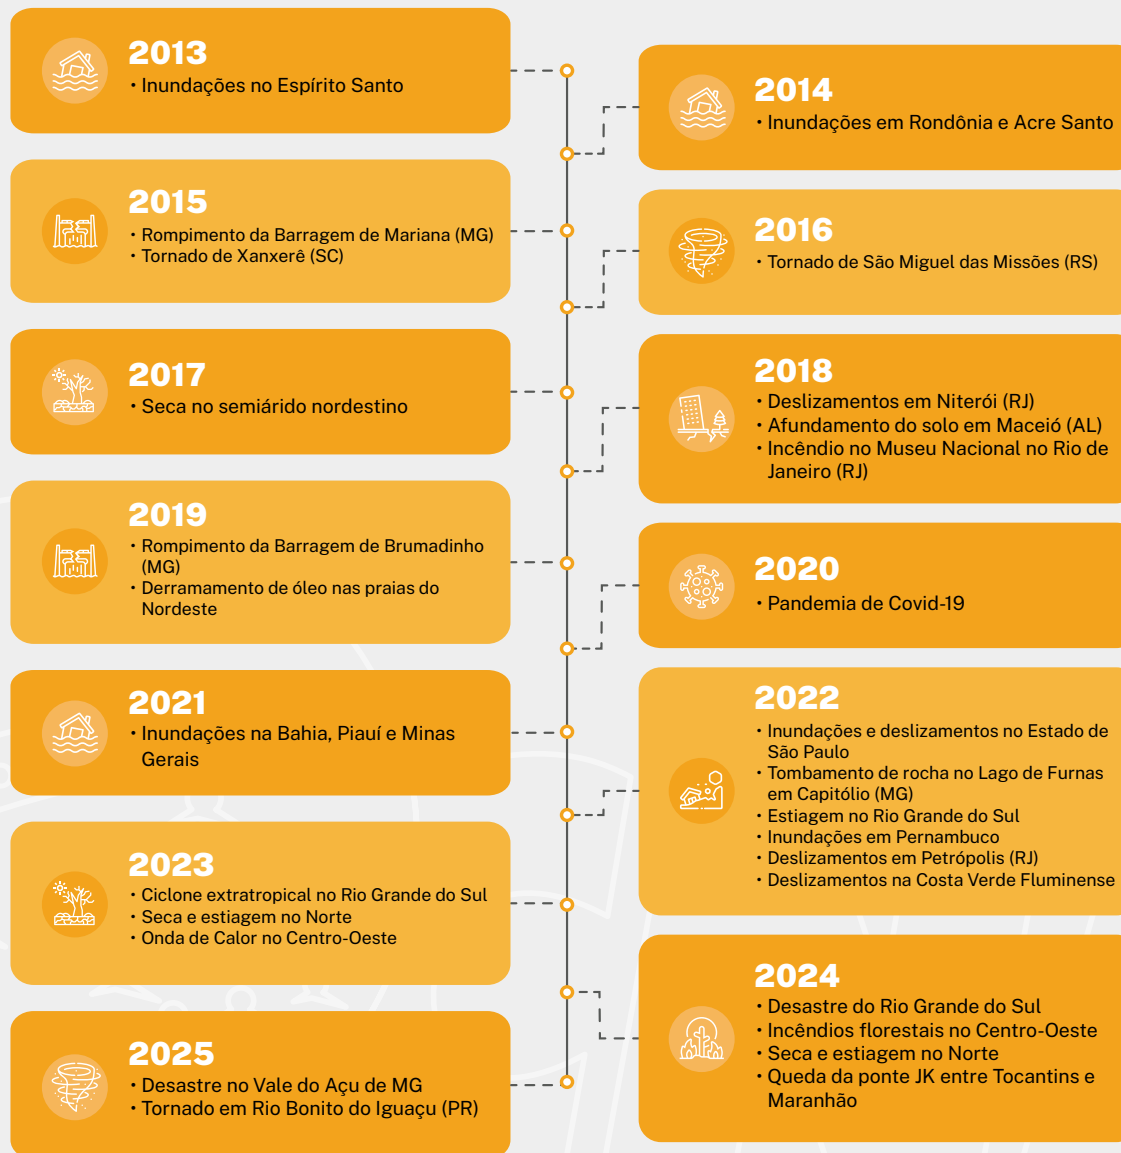 2013
• Inundações no Espírito Santo
2014
• Inundações em Rondônia e Acre Santo
2015
• Rompimento da Barragem de Mariana (MG)
• Tornado de Xanxerê (SC)
2016
• Tornado de São Miguel das Missões (RS)
2017
• Seca no semiárido nordestino
2018
• Deslizamentos em Niterói (RJ)
• Afundamento do solo em Maceió (AL)
• Incêndio no Museu Nacional no Rio de
Janeiro (RJ)
2019
• Rompimento da Barragem de Brumadinho
(MG)
• Derramamento de óleo nas praias do
Nordeste
2020
• Pandemia de Covid-19
2021
• Inundações na Bahia, Piauí e Minas
Gerais
2022
• Inundações e deslizamentos no Estado de
São Paulo
• Tombamento de rocha no Lago de Furnas
em Capitólio (MG)
• Estiagem no Rio Grande do Sul
• Inundações em Pernambuco
• Deslizamentos em Petrópolis (RJ)
• Deslizamentos na Costa Verde Fluminense
2023
• Ciclone extratropical no Rio Grande do Sul
• Seca e estiagem no Norte
• Onda de Calor no Centro-Oeste
2024
• Desastre do Rio Grande do Sul
• Incêndios florestais no Centro-Oeste
• Seca e estiagem no Norte
• Queda da ponte JK entre Tocantins e
Maranhão
2025
• Desastre no Vale do Açu de MG
• Tornado em Rio Bonito do Iguaçu (PR)